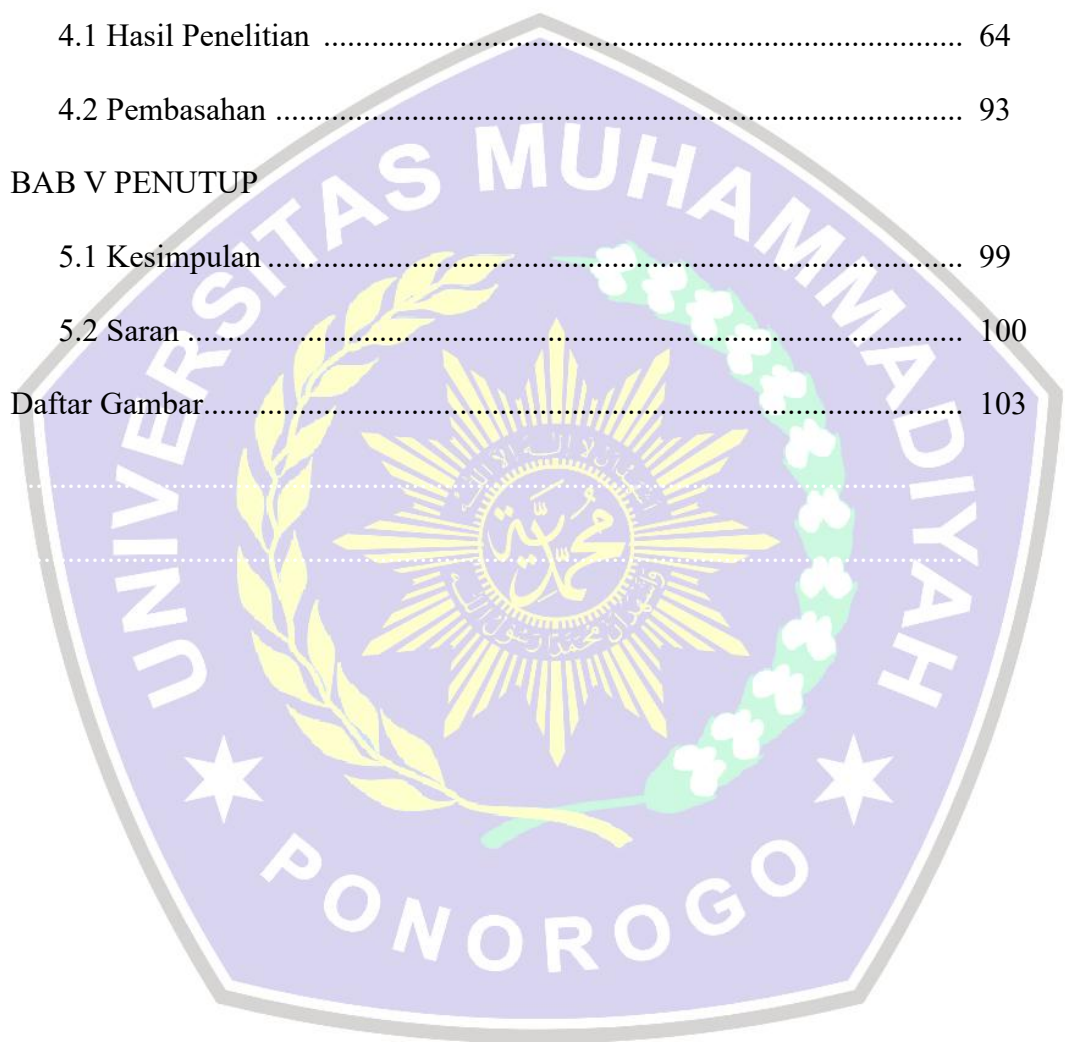 4.1 Hasil Penelitian ................................................................... 64
4.2 Pembasahan ........................................................................ 93
BAB V PENUTUP
5.1 Kesimpulan ......................................................................... 99
5.2 Saran ................................................................................. 100
Daftar Gambar............................................................................... 103
UNIVERSITAS MUHAMMADIYAH
PONOROGO
محمدية